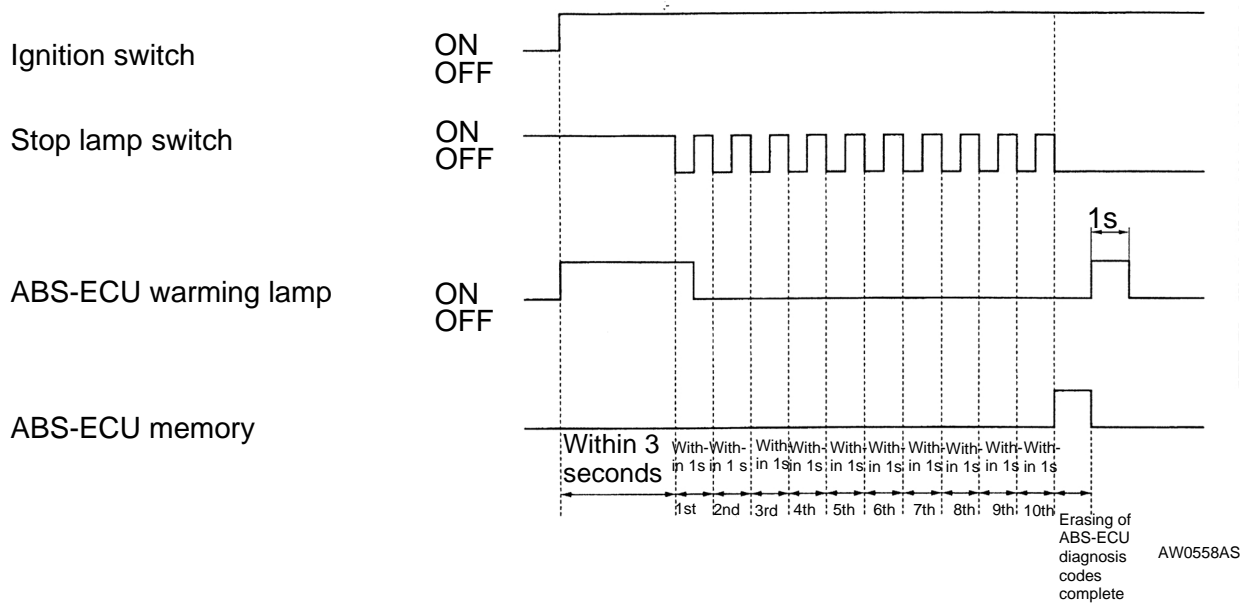 Ignition switch
ON
OFF
Stop lamp switch
ON
OFF
1s
ABS-ECU warming lamp
ON
OFF
ABS-ECU memory
Within 3
seconds
With-
in 1s
With-
in 1 s
With-
in 1s
With-
in 1s
With-
in 1s
With-
in 1s
With-
in 1s
With-
in 1s
With-
in 1s
With-
in 1s
1st
2nd
3rd
4th
5th
6th
7th
8th
9th
10th
Erasing of
ABS-ECU
diagnosis
codes
complete
AW0558AS